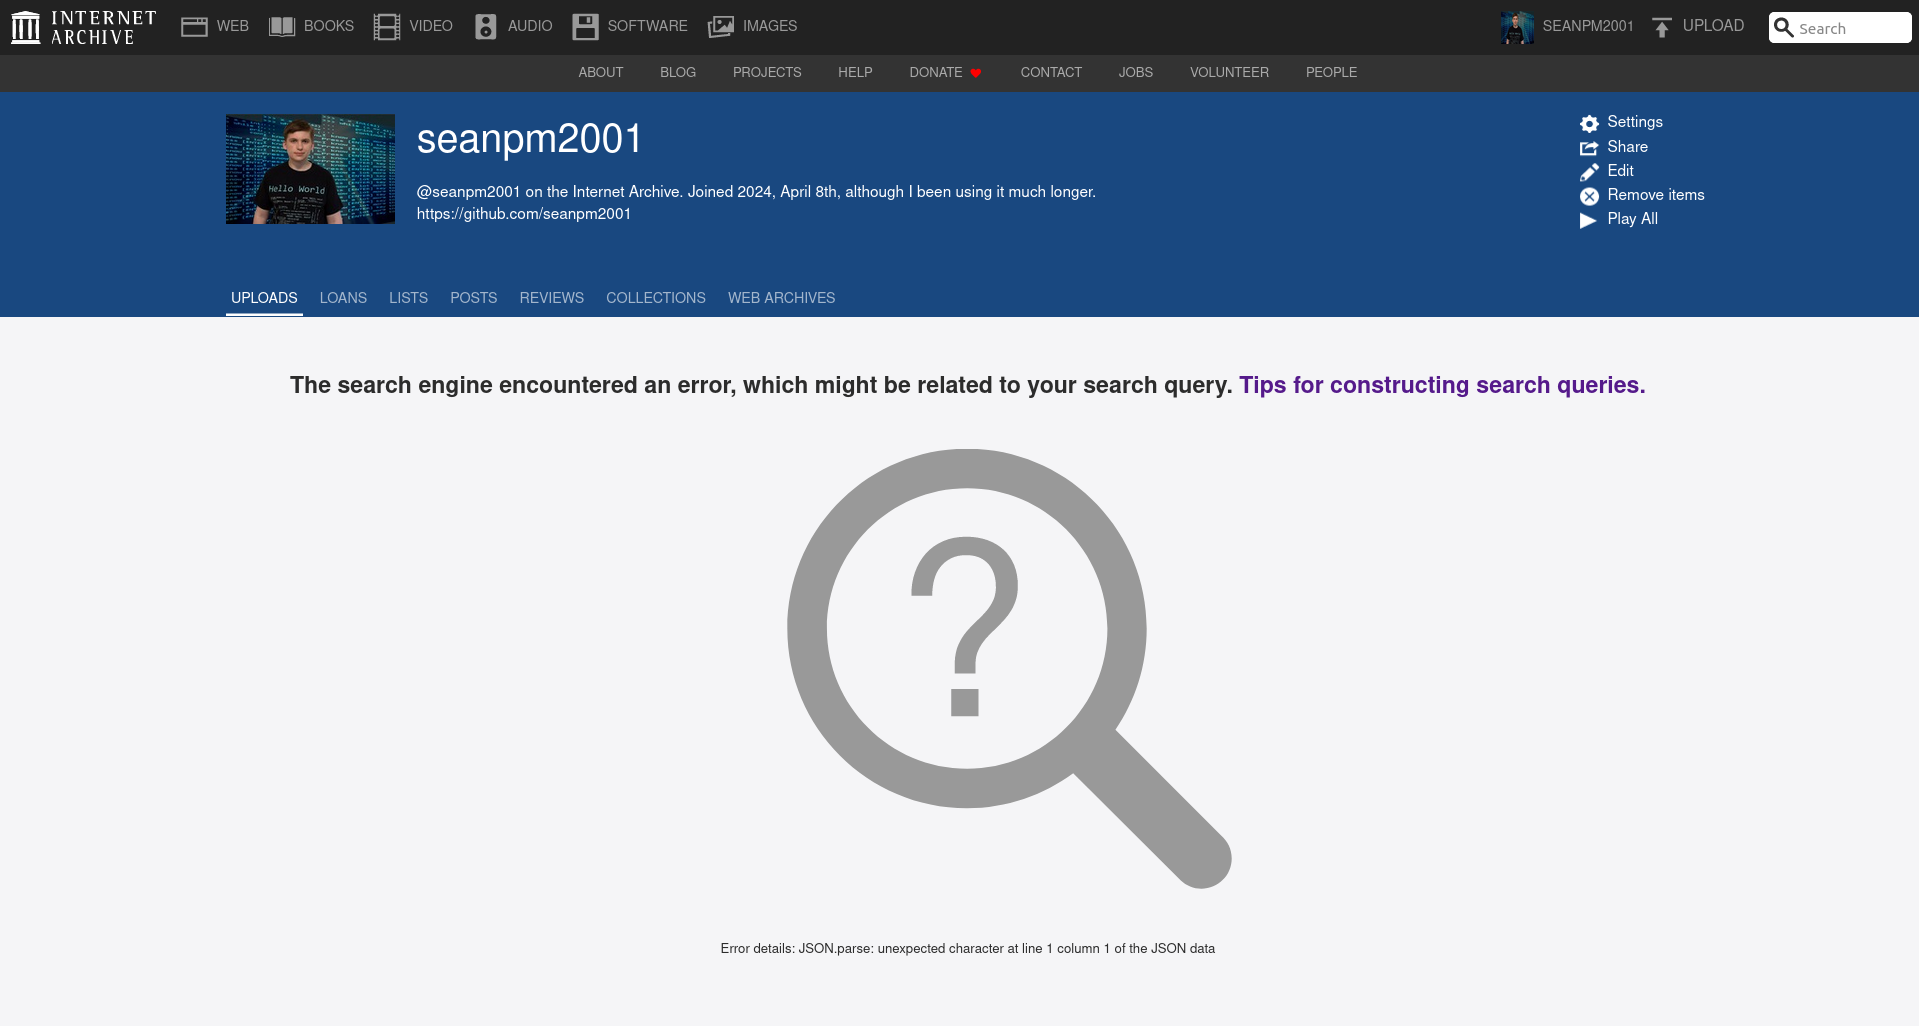 INTERNET ARCHIVE
WEB BOOKS VIDEO AUDIO SOFTWARE IMAGES SEANPM2001 UPLOAD Search
ABOUT BLOG PROJECTS HELP DONATE CONTACT JOBS VOLUNTEER PEOPLE
Hello World
seanpm2001
@seanpm2001 on the Internet Archive. Joined 2024, April 8th, although I been using it much longer.
https://github.com/seanpm2001
Settings
Share
Edit
Remove items
Play All
UPLOADS LOANS LISTS POSTS REVIEWS COLLECTIONS WEB ARCHIVES
The search engine encountered an error, which might be related to your search query. Tips for constructing search queries.
?
Error details: JSON.parse: unexpected character at line 1 column 1 of the JSON data